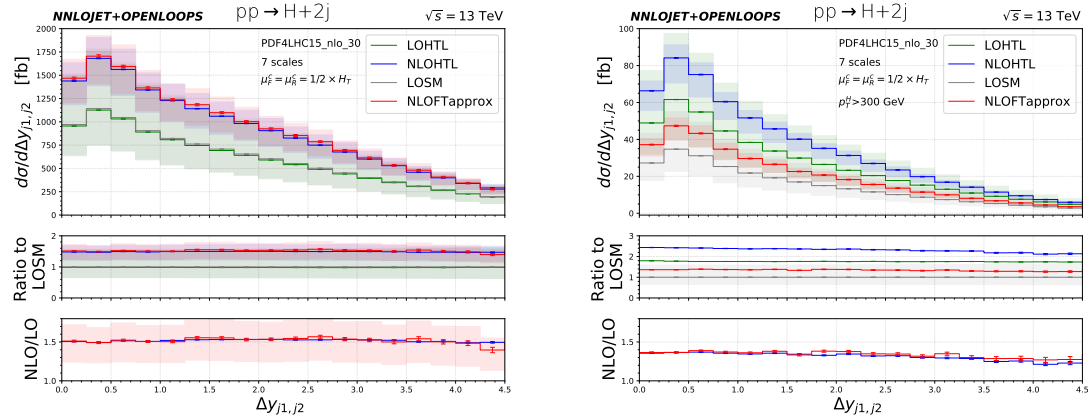 NNLOJET+OPENLOOPS pp → H+2j √s = 13 TeV
dσ/dΔy_{j1,j2} [fb]
2000
1750
1500
1250
1000
750
500
250
0
PDF4LHC15_nlo_30
7 scales
μ_F^c = μ_R^c = 1/2 × H_T
LOHTL
NLOHTL
LOSM
NLOFTapprox
Ratio to
LOSM
2
1
0
NLO/LO
1.5
1.0
0.0 0.5 1.0 1.5 2.0 2.5 3.0 3.5 4.0 4.5
Δy_{j1,j2}
NNLOJET+OPENLOOPS pp → H+2j √s = 13 TeV
dσ/dΔy_{j1,j2} [fb]
100
80
60
40
20
0
PDF4LHC15_nlo_30
7 scales
μ_F^c = μ_R^c = 1/2 × H_T
p_t^H>300 GeV
LOHTL
NLOHTL
LOSM
NLOFTapprox
Ratio to
LOSM
3
2
1
0
NLO/LO
1.5
1.0
0.0 0.5 1.0 1.5 2.0 2.5 3.0 3.5 4.0 4.5
Δy_{j1,j2}